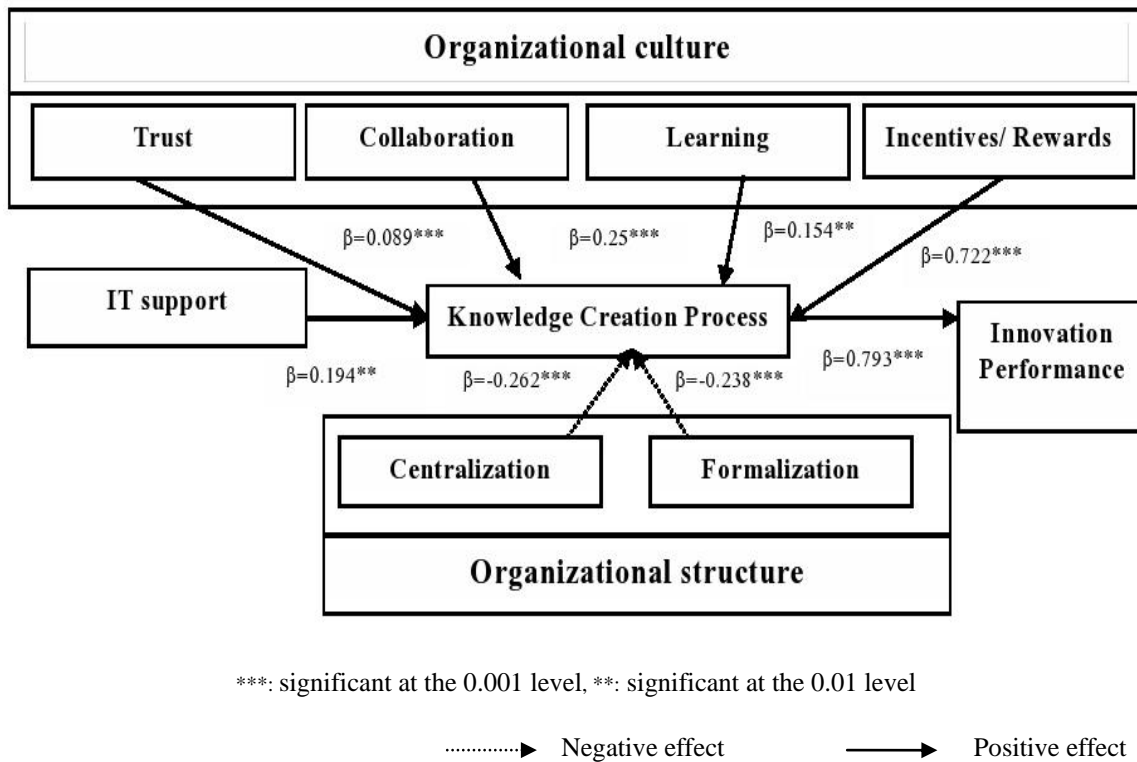 Organizational culture
Trust
Collaboration
Learning
Incentives/ Rewards
β=0.089***
β=0.25***
β=0.154**
β=0.722***
IT support
Knowledge Creation Process
Innovation
Performance
β=0.194**
β=-0.262***
β=-0.238***
β=0.793***
Centralization
Formalization
Organizational structure
***: significant at the 0.001 level, **: significant at the 0.01 level
Negative effect
Positive effect